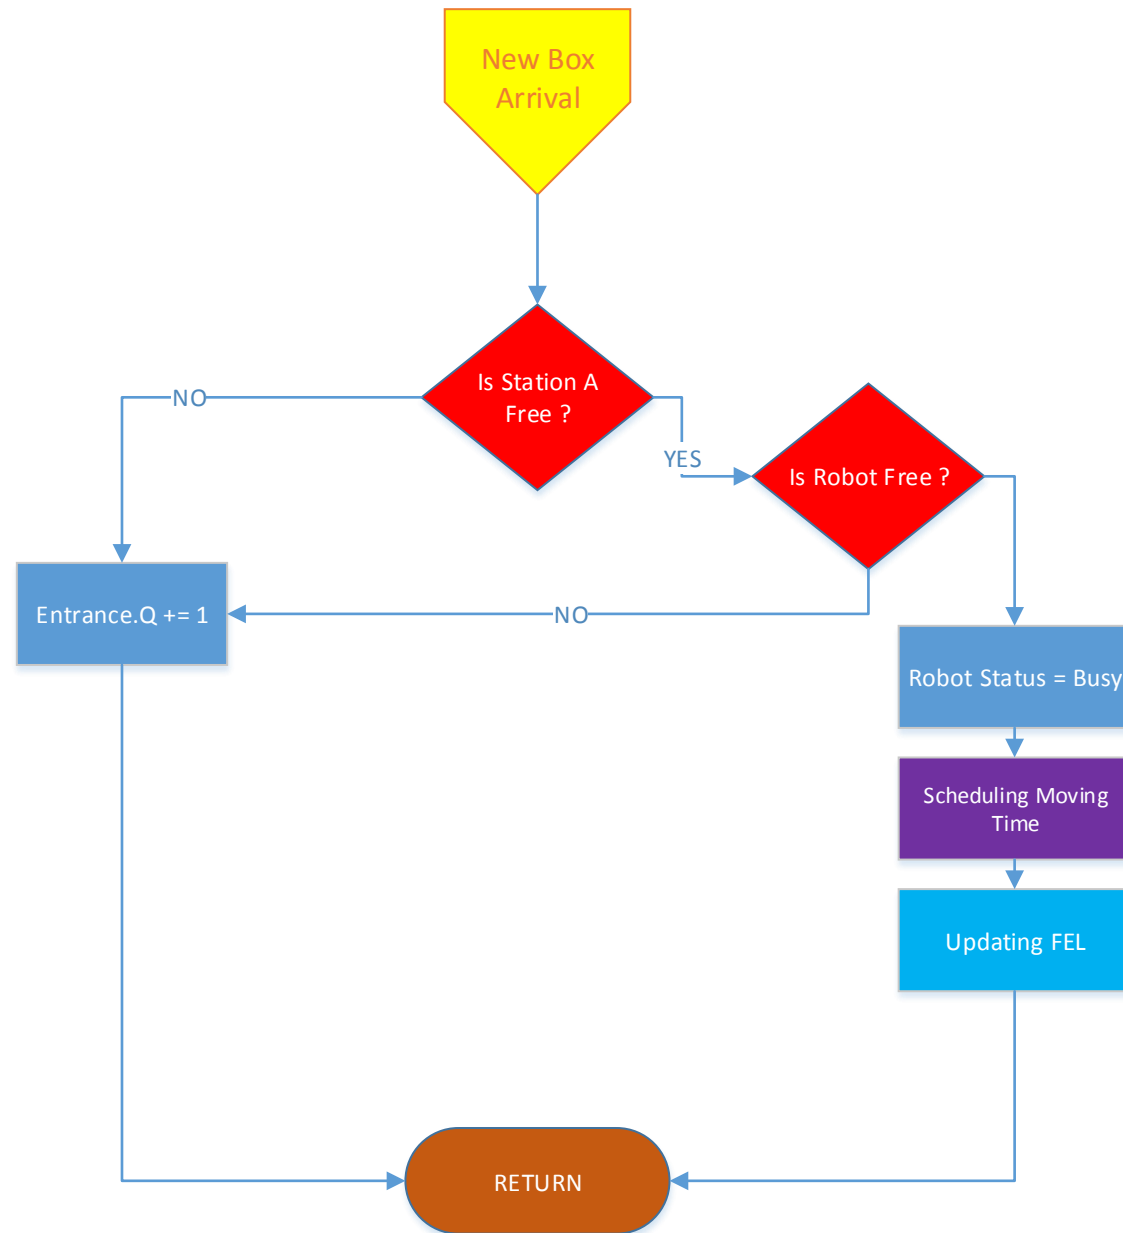 New Box
Arrival
Is Station A
Free ?
NO
YES
Is Robot Free ?
Entrance.Q += 1
NO
Robot Status = Busy
Scheduling Moving
Time
Updating FEL
RETURN